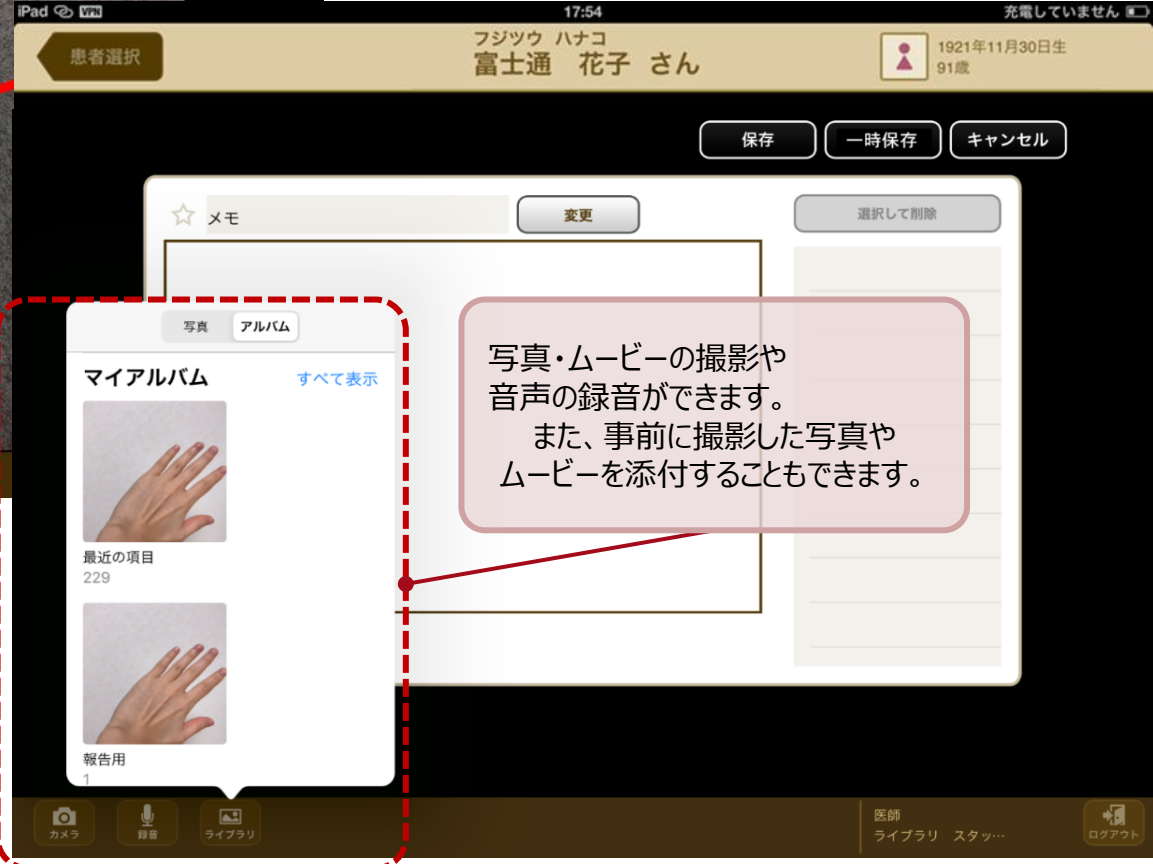 iPad VPN 17:54 充電していません
患者選択
フジツウ ハナコ
富士通 花子 さん
1921年11月30日生
91歳
保存 一時保存 キャンセル
メモ 変更 選択して削除
写真 アルバム
マイアルバム すべて表示
最近の項目
229
報告用
1
写真・ムービーの撮影や
音声の録音ができます。
また、事前に撮影した写真や
ムービーを添付することもできます。
カメラ 録音 ライブラリ
医師
ライブラリ スタッ…
ログアウト